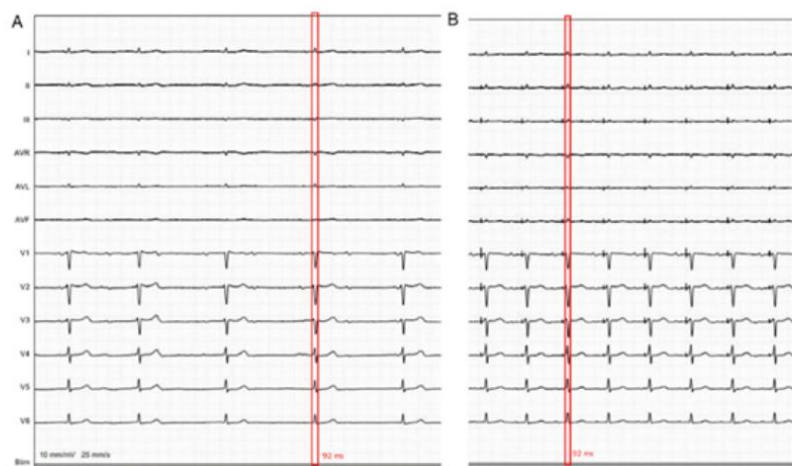 A
B
I
II
III
AVR
AVL
AVF
V1
V2
V3
V4
V5
V6
10 mm/mV 25 mm/s
92 ms
92 ms